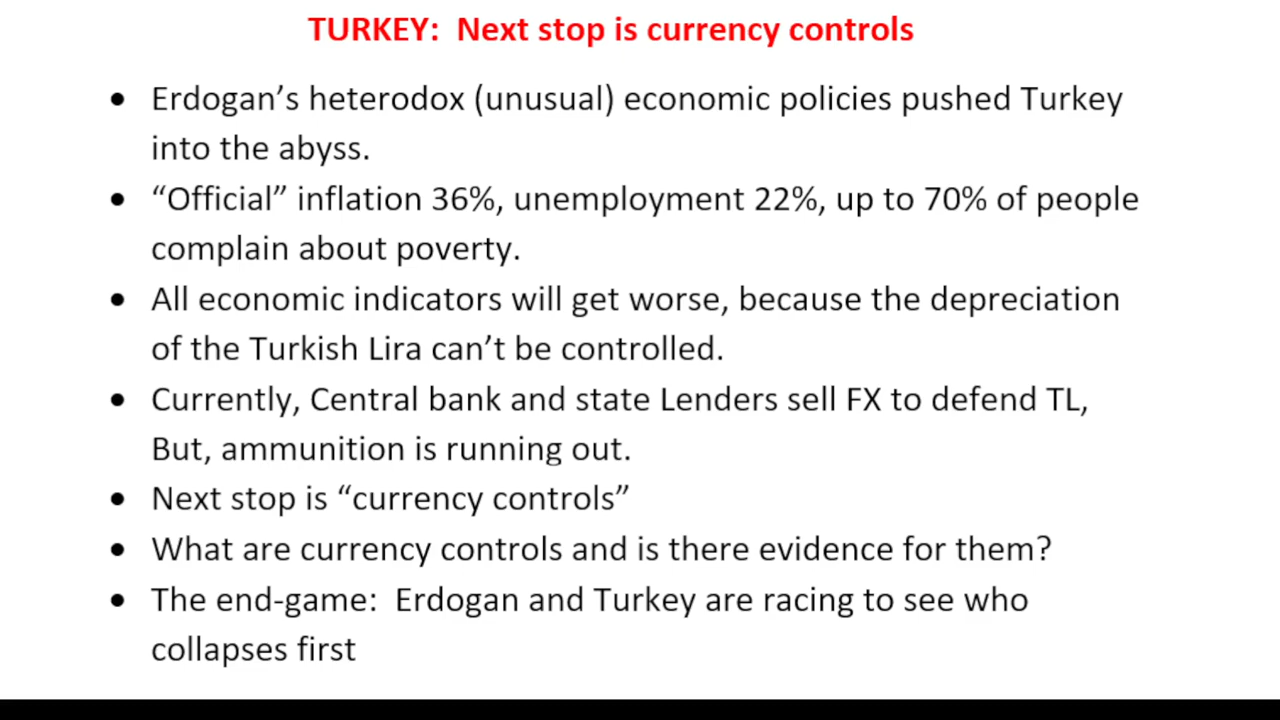 TURKEY:  Next stop is currency controls
• Erdogan’s heterodox (unusual) economic policies pushed Turkey
into the abyss.
• “Official” inflation 36%, unemployment 22%, up to 70% of people
complain about poverty.
• All economic indicators will get worse, because the depreciation
of the Turkish Lira can’t be controlled.
• Currently, Central bank and state Lenders sell FX to defend TL,
But, ammunition is running out.
• Next stop is “currency controls”
• What are currency controls and is there evidence for them?
• The end-game:  Erdogan and Turkey are racing to see who
collapses first